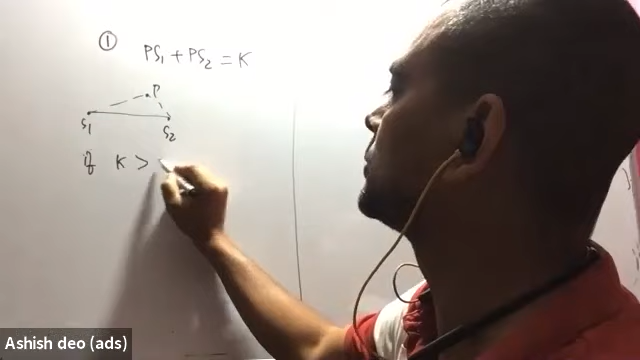 ①
PS₁ + PS₂ = K
P
S₁
S₂
if K >
Ashish deo (ads)